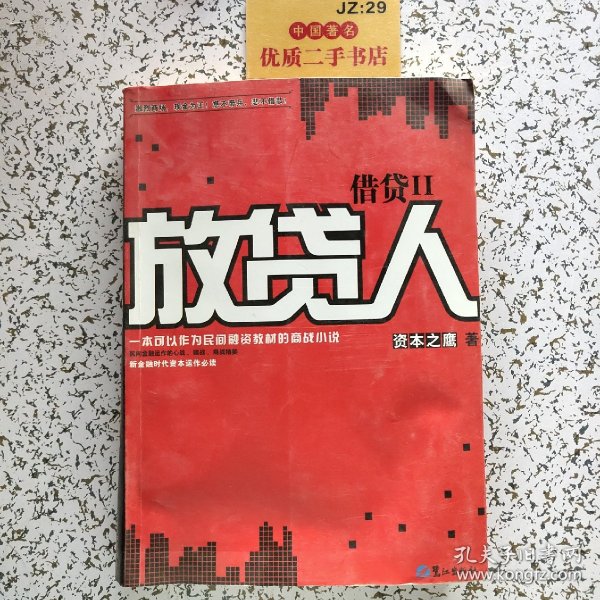 JZ:29
中国著名
优质二手书店
借贷II
放贷人
一本可以作为民间融资教材的商战小说
资本之鹰 著
新金融时代资本运作必读
孔夫子旧书网
www.kongfz.com